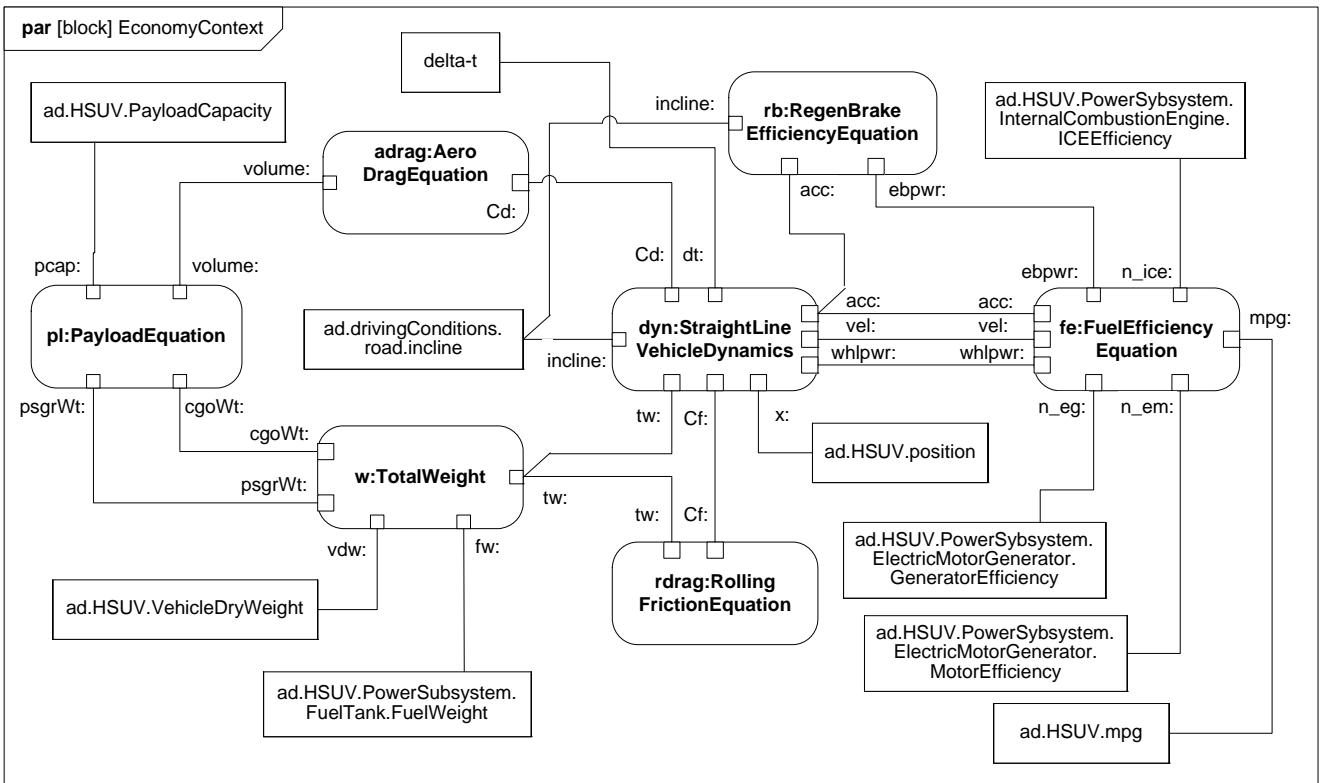 par [block] EconomyContext
delta-t
ad.HSUV.PayloadCapacity
incline:
rb:RegenBrake
EfficiencyEquation
ad.HSUV.PowerSybsystem.
InternalCombustionEngine.
ICEEfficiency
adrag:Aero
DragEquation
volume:
Cd:
acc:
ebpwr:
pcap:
volume:
Cd:
dt:
ebpwr:
n_ice:
pl:PayloadEquation
ad.drivingConditions.
road.incline
incline:
dyn:StraightLine
VehicleDynamics
acc:
vel:
whlpwr:
acc:
vel:
whlpwr:
fe:FuelEfficiency
Equation
mpg:
psgrWt:
cgoWt:
tw:
Cf:
x:
n_eg:
n_em:
cgoWt:
psgrWt:
w:TotalWeight
tw:
ad.HSUV.position
vdw:
fw:
tw:
Cf:
rdrag:Rolling
FrictionEquation
ad.HSUV.PowerSybsystem.
ElectricMotorGenerator.
GeneratorEfficiency
ad.HSUV.VehicleDryWeight
ad.HSUV.PowerSybsystem.
ElectricMotorGenerator.
MotorEfficiency
ad.HSUV.PowerSubsystem.
FuelTank.FuelWeight
ad.HSUV.mpg